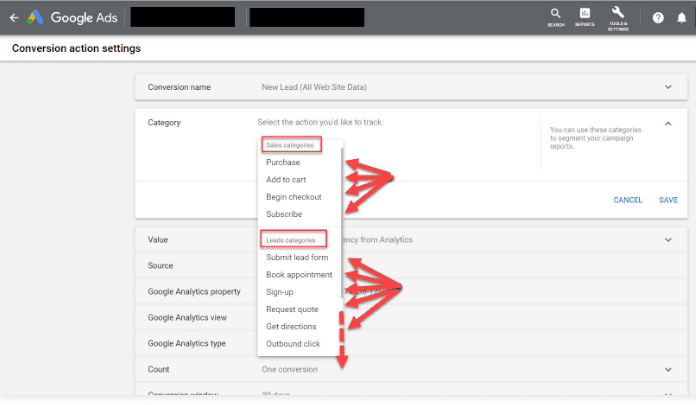 Google Ads
SEARCH
REPORTS
TOOLS &
SETTINGS
Conversion action settings
Conversion name New Lead (All Web Site Data)
Category Select the action you'd like to track
You can use these categories
to segment your campaign
reports.
Sales categories
Purchase
Add to cart
Begin checkout
Subscribe
CANCEL SAVE
Leads categories
Value ency from Analytics
Submit lead form
Source
Book appointment
Google Analytics property
Sign-up
Request quote
Google Analytics view
Get directions
Google Analytics type
Outbound click
Count One conversion
Conversion window 30 days